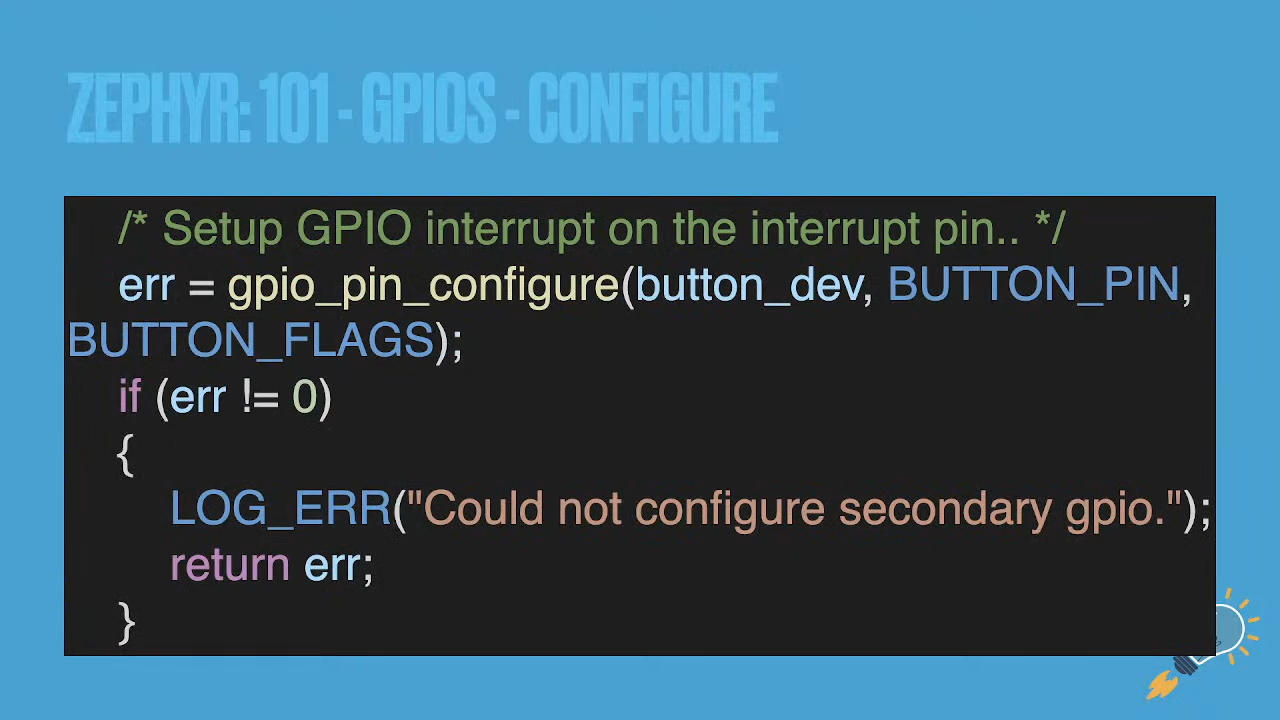 ZEPHYR: 101 - GPIOS - CONFIGURE
/* Setup GPIO interrupt on the interrupt pin.. */
err = gpio_pin_configure(button_dev, BUTTON_PIN,
BUTTON_FLAGS);
if (err != 0)
{
LOG_ERR("Could not configure secondary gpio.");
return err;
}